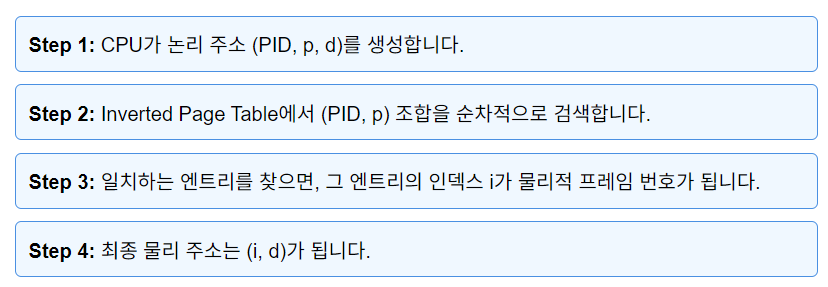 Step 1: CPU가 논리 주소 (PID, p, d)를 생성합니다.
Step 2: Inverted Page Table에서 (PID, p) 조합을 순차적으로 검색합니다.
Step 3: 일치하는 엔트리를 찾으면, 그 엔트리의 인덱스 i가 물리적 프레임 번호가 됩니다.
Step 4: 최종 물리 주소는 (i, d)가 됩니다.